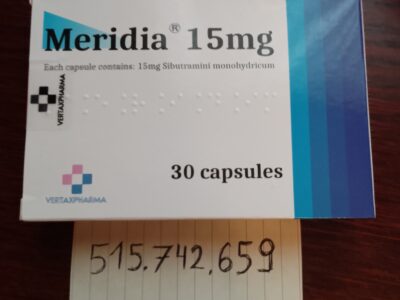 Meridia® 15mg
Each capsule contains: 15mg Sibutramini monohydricum
VERTAXPHARMA
30 capsules
VERTAXPHARMA
515.742.659